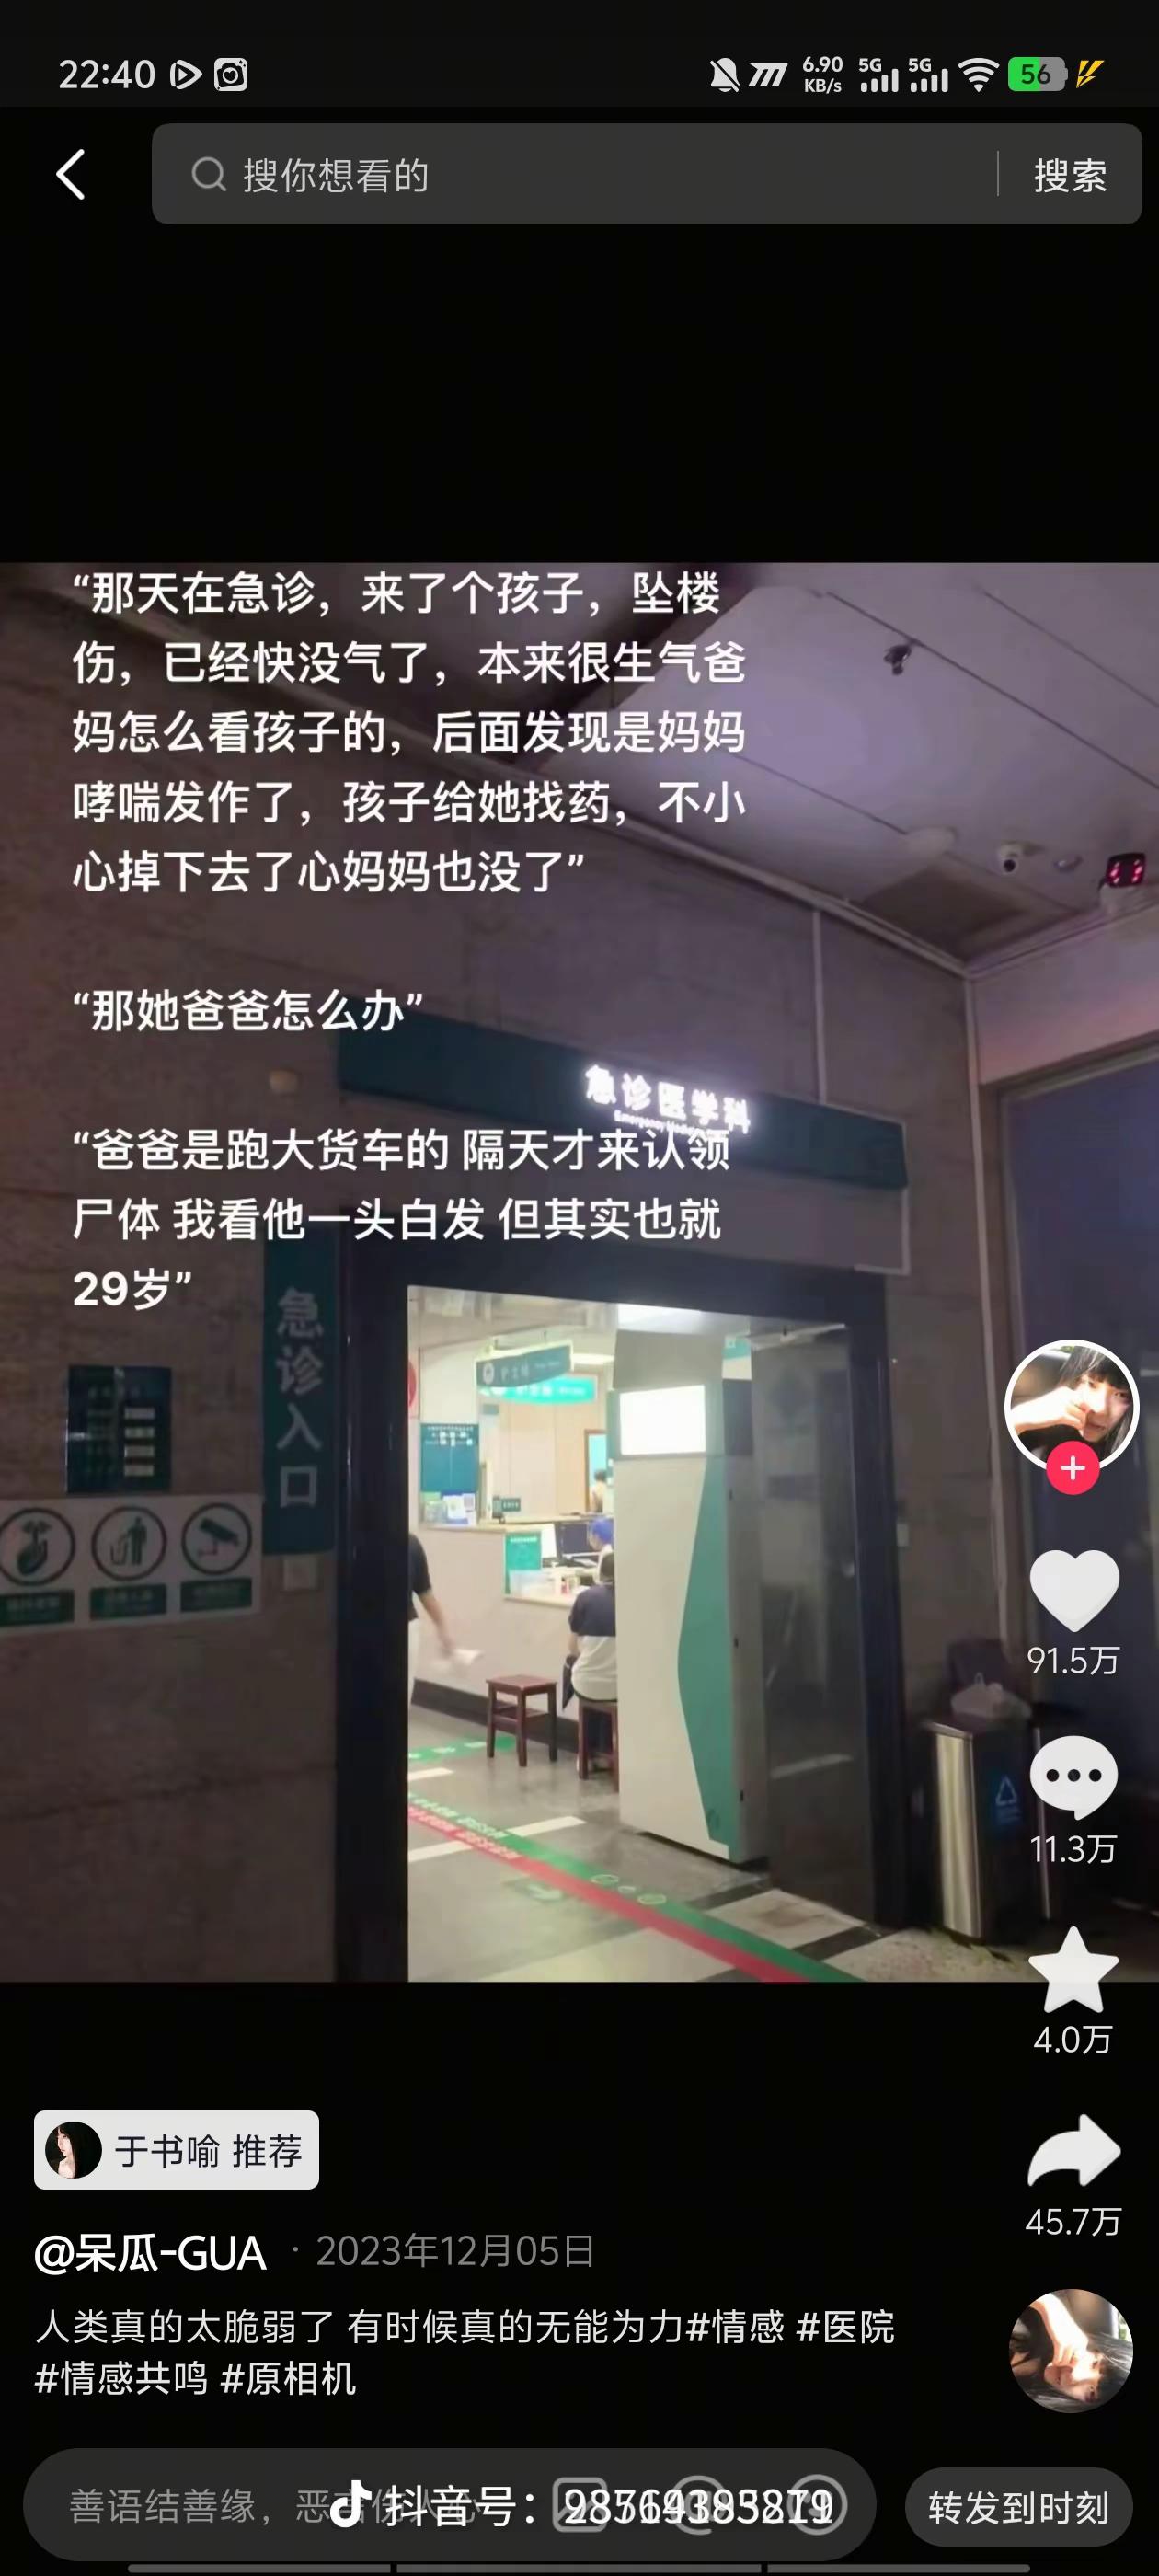 22:40
6.90 KB/s 5G 5G 56
搜你想看的 搜索
“那天在急诊，来了个孩子，坠楼
伤，已经快没气了，本来很生气爸
妈怎么看孩子的，后面发现是妈妈
哮喘发作了，孩子给她找药，不小
心掉下去了心妈妈也没了”
“那她爸爸怎么办”
急诊医学科
“爸爸是跑大货车的 隔天才来认领
尸体 我看他一头白发 但其实也就
29岁”
急诊入口
91.5万
11.3万
4.0万
45.7万
于书喻 推荐
@呆瓜-GUA · 2023年12月05日
人类真的太脆弱了 有时候真的无能为力#情感 #医院
#情感共鸣 #原相机
善语结善缘，恶
抖音号：
转发到时刻